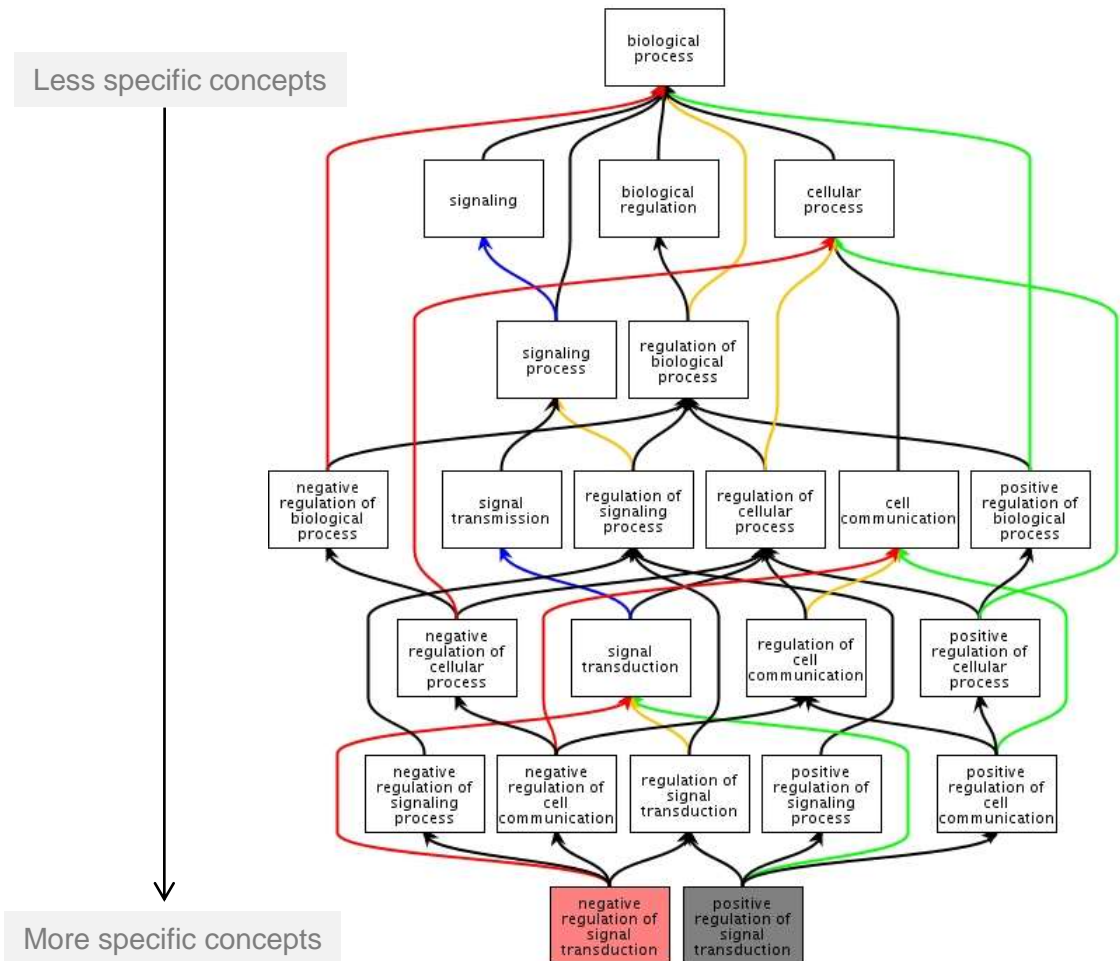 biological
process
Less specific concepts
signaling
biological
regulation
cellular
process
signaling
process
regulation of
biological
process
negative
regulation of
biological
process
signal
transmission
regulation of
signaling
process
regulation of
cellular
process
cell
communication
positive
regulation of
biological
process
negative
regulation of
cellular
process
signal
transduction
regulation of
cell
communication
positive
regulation of
cellular
process
negative
regulation of
signaling
process
negative
regulation of
cell
communication
regulation of
signal
transduction
positive
regulation of
signaling
process
positive
regulation of
cell
communication
negative
regulation of
signal
transduction
positive
regulation of
signal
transduction
More specific concepts